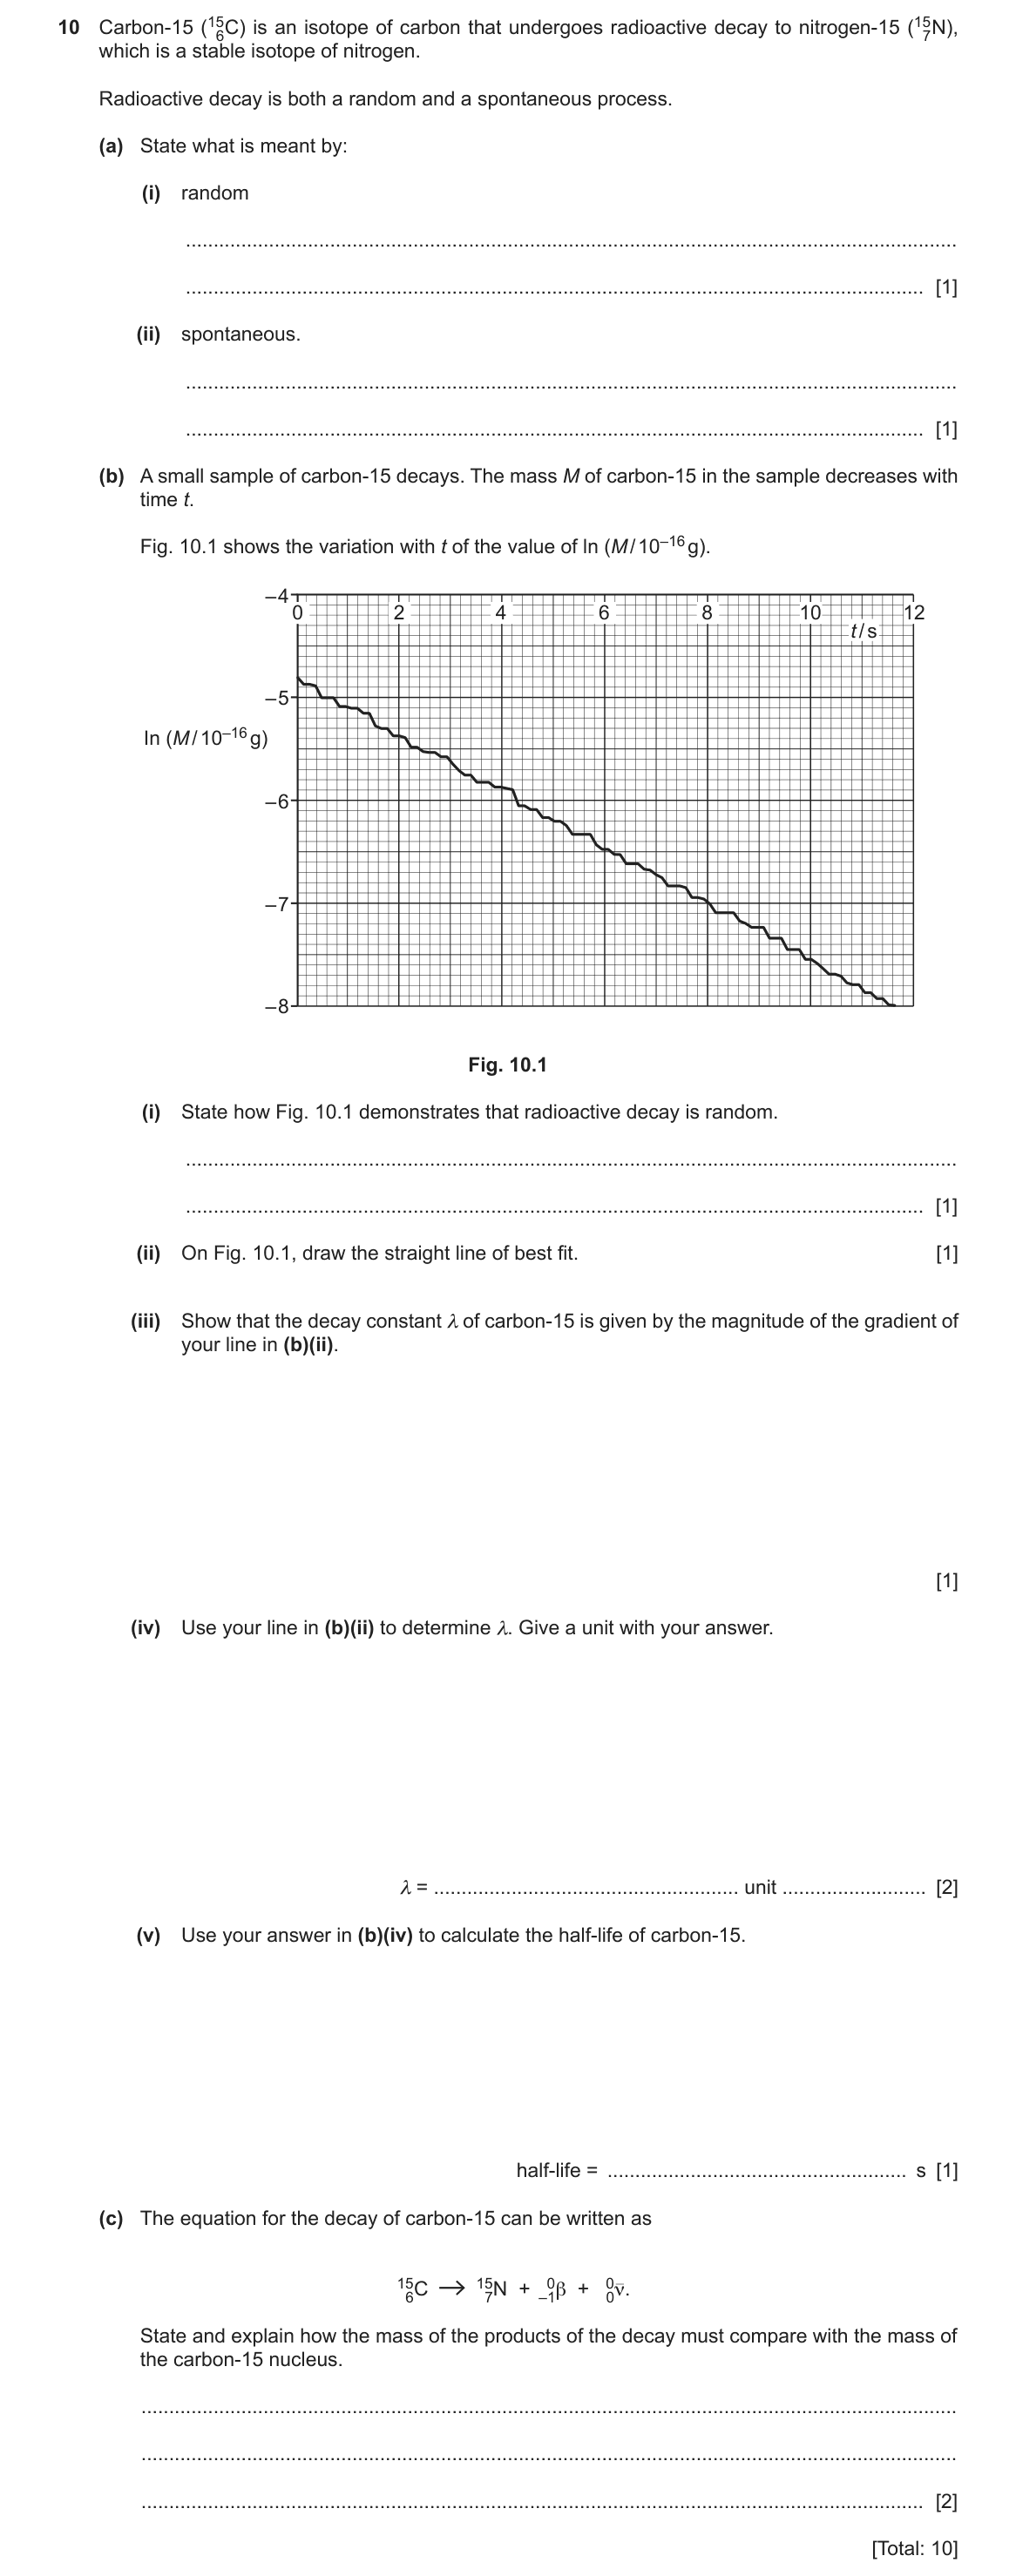 10 Carbon-15 (¹⁵₆C) is an isotope of carbon that undergoes radioactive decay to nitrogen-15 (¹⁵₇N),
which is a stable isotope of nitrogen.
Radioactive decay is both a random and a spontaneous process.
(a) State what is meant by:
(i) random
..........
.......... [1]
(ii) spontaneous.
..........
.......... [1]
(b) A small sample of carbon-15 decays. The mass M of carbon-15 in the sample decreases with
time t.
Fig. 10.1 shows the variation with t of the value of ln (M/10⁻¹⁶g).
–4
0 2 4 6 8 10 12
t/s
–5
ln (M/10⁻¹⁶g)
–6
–7
–8
Fig. 10.1
(i) State how Fig. 10.1 demonstrates that radioactive decay is random.
..........
.......... [1]
(ii) On Fig. 10.1, draw the straight line of best fit. [1]
(iii) Show that the decay constant λ of carbon-15 is given by the magnitude of the gradient of
your line in (b)(ii).
[1]
(iv) Use your line in (b)(ii) to determine λ. Give a unit with your answer.
λ = .......... unit .......... [2]
(v) Use your answer in (b)(iv) to calculate the half-life of carbon-15.
half-life = .......... s [1]
(c) The equation for the decay of carbon-15 can be written as
¹⁵₆C → ¹⁵₇N + ⁰₋₁β + ⁰₀ν̅.
State and explain how the mass of the products of the decay must compare with the mass of
the carbon-15 nucleus.
..........
..........
.......... [2]
[Total: 10]